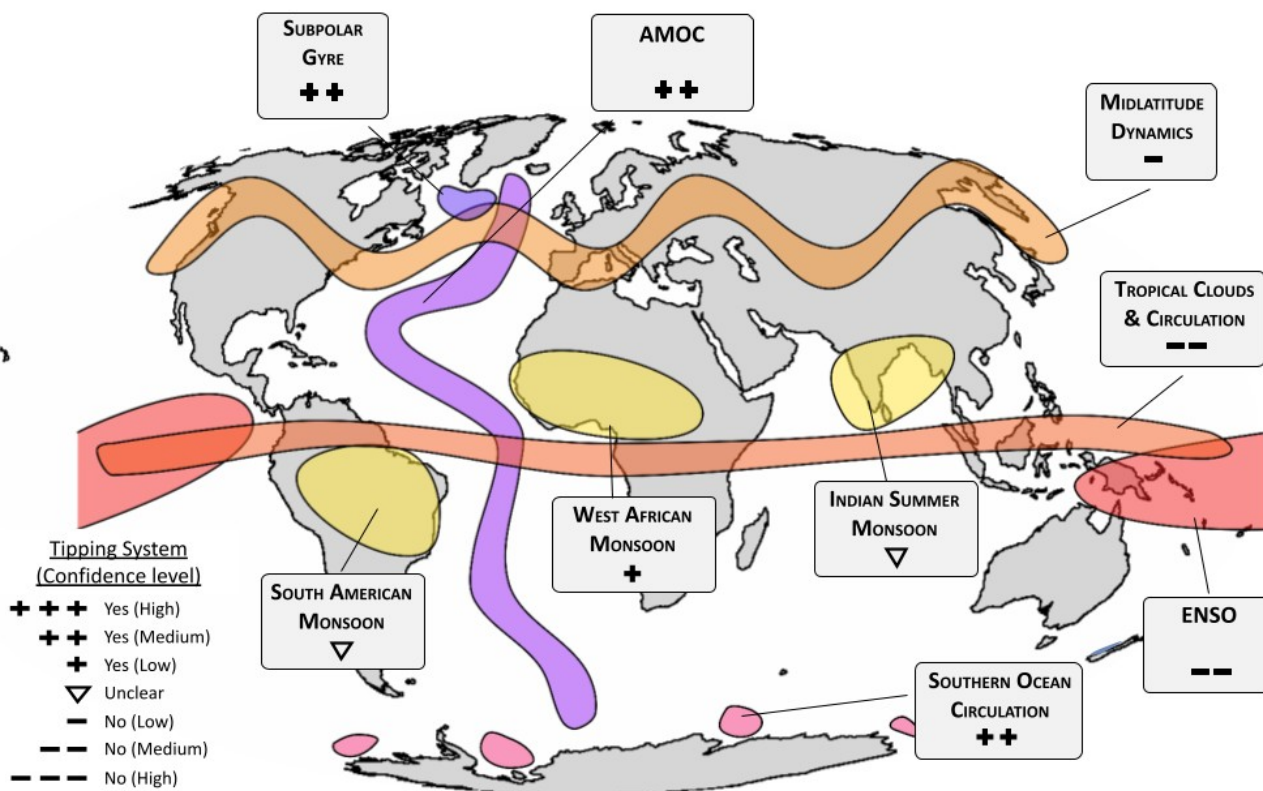 SUBPOLAR
GYRE
++
AMOC
++
MIDLATITUDE
DYNAMICS
−
TROPICAL CLOUDS
& CIRCULATION
−−
WEST AFRICAN
MONSOON
+
INDIAN SUMMER
MONSOON
▽
SOUTH AMERICAN
MONSOON
▽
ENSO
−−
SOUTHERN OCEAN
CIRCULATION
++
Tipping System
(Confidence level)
+++ Yes (High)
++ Yes (Medium)
+ Yes (Low)
▽ Unclear
− No (Low)
−− No (Medium)
−−− No (High)